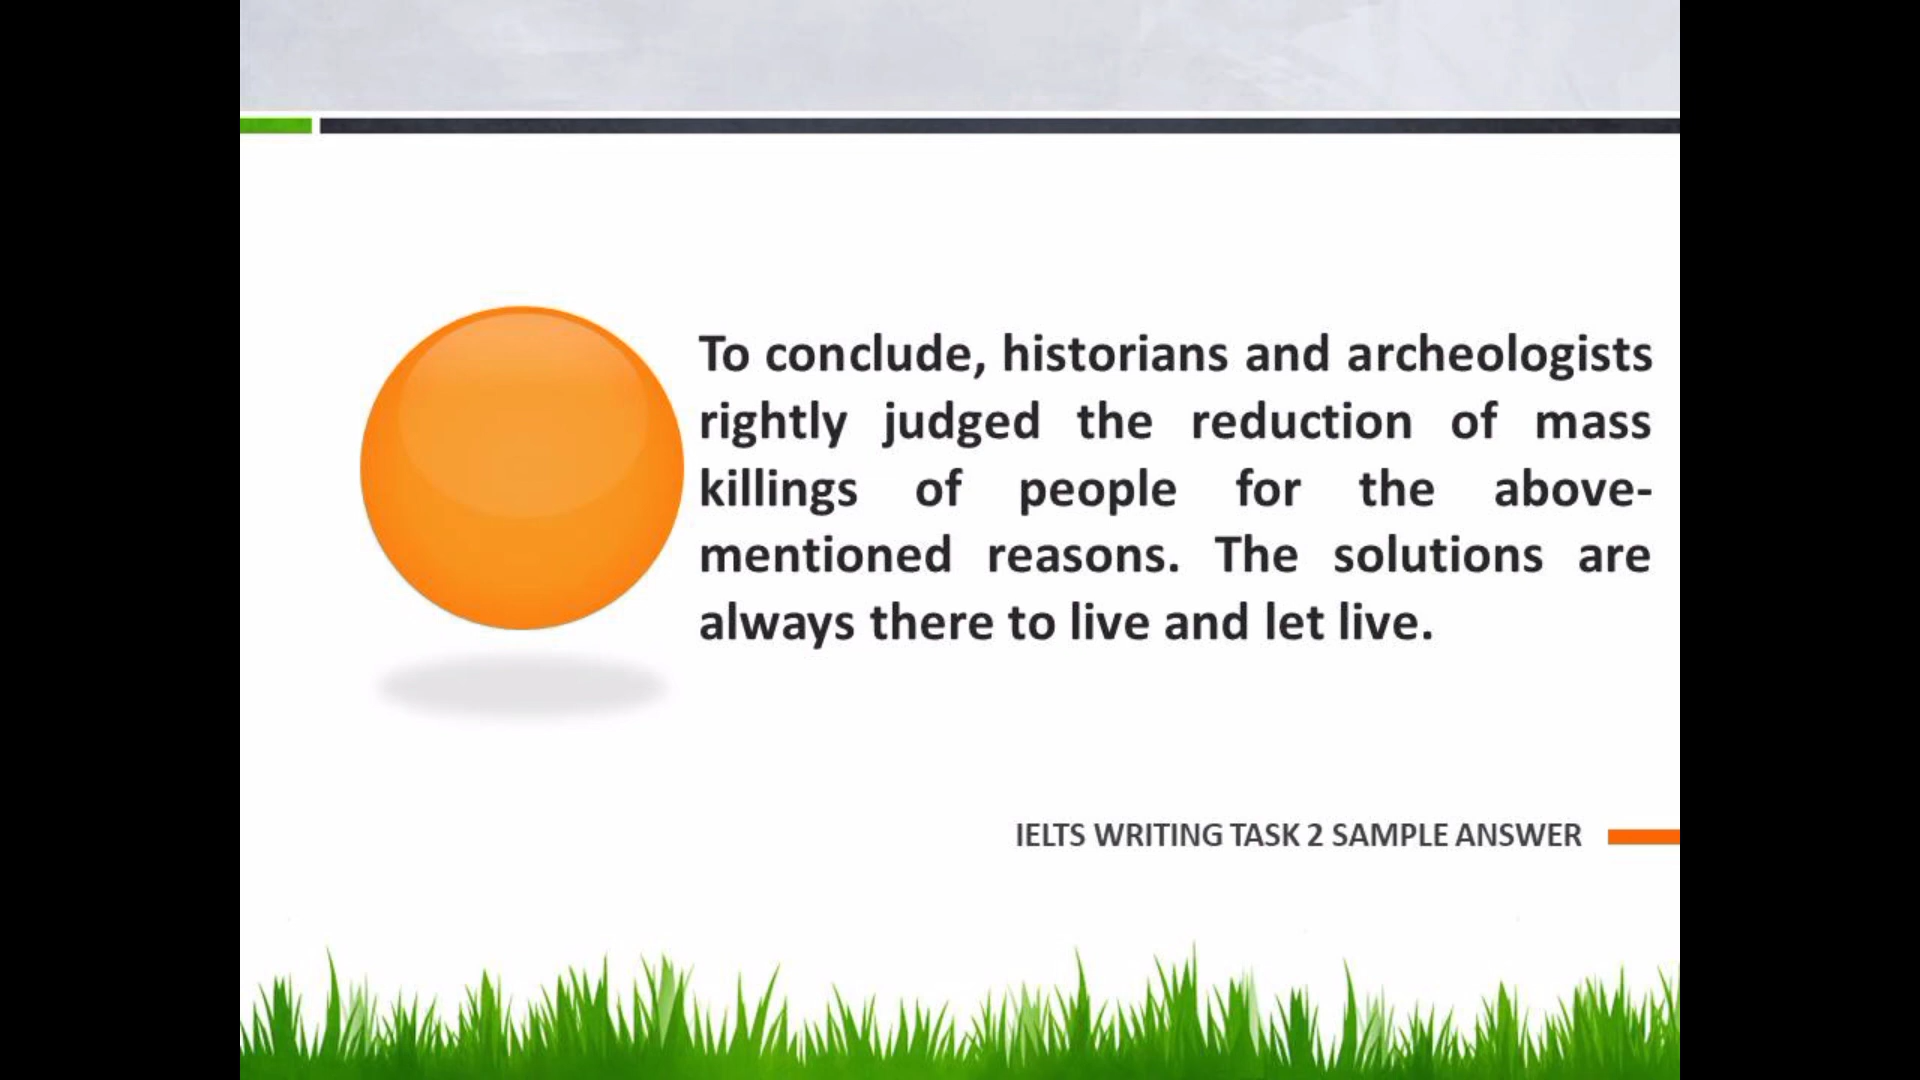 To conclude, historians and archeologists
rightly judged the reduction of mass
killings of people for the above-
mentioned reasons. The solutions are
always there to live and let live.
IELTS WRITING TASK 2 SAMPLE ANSWER